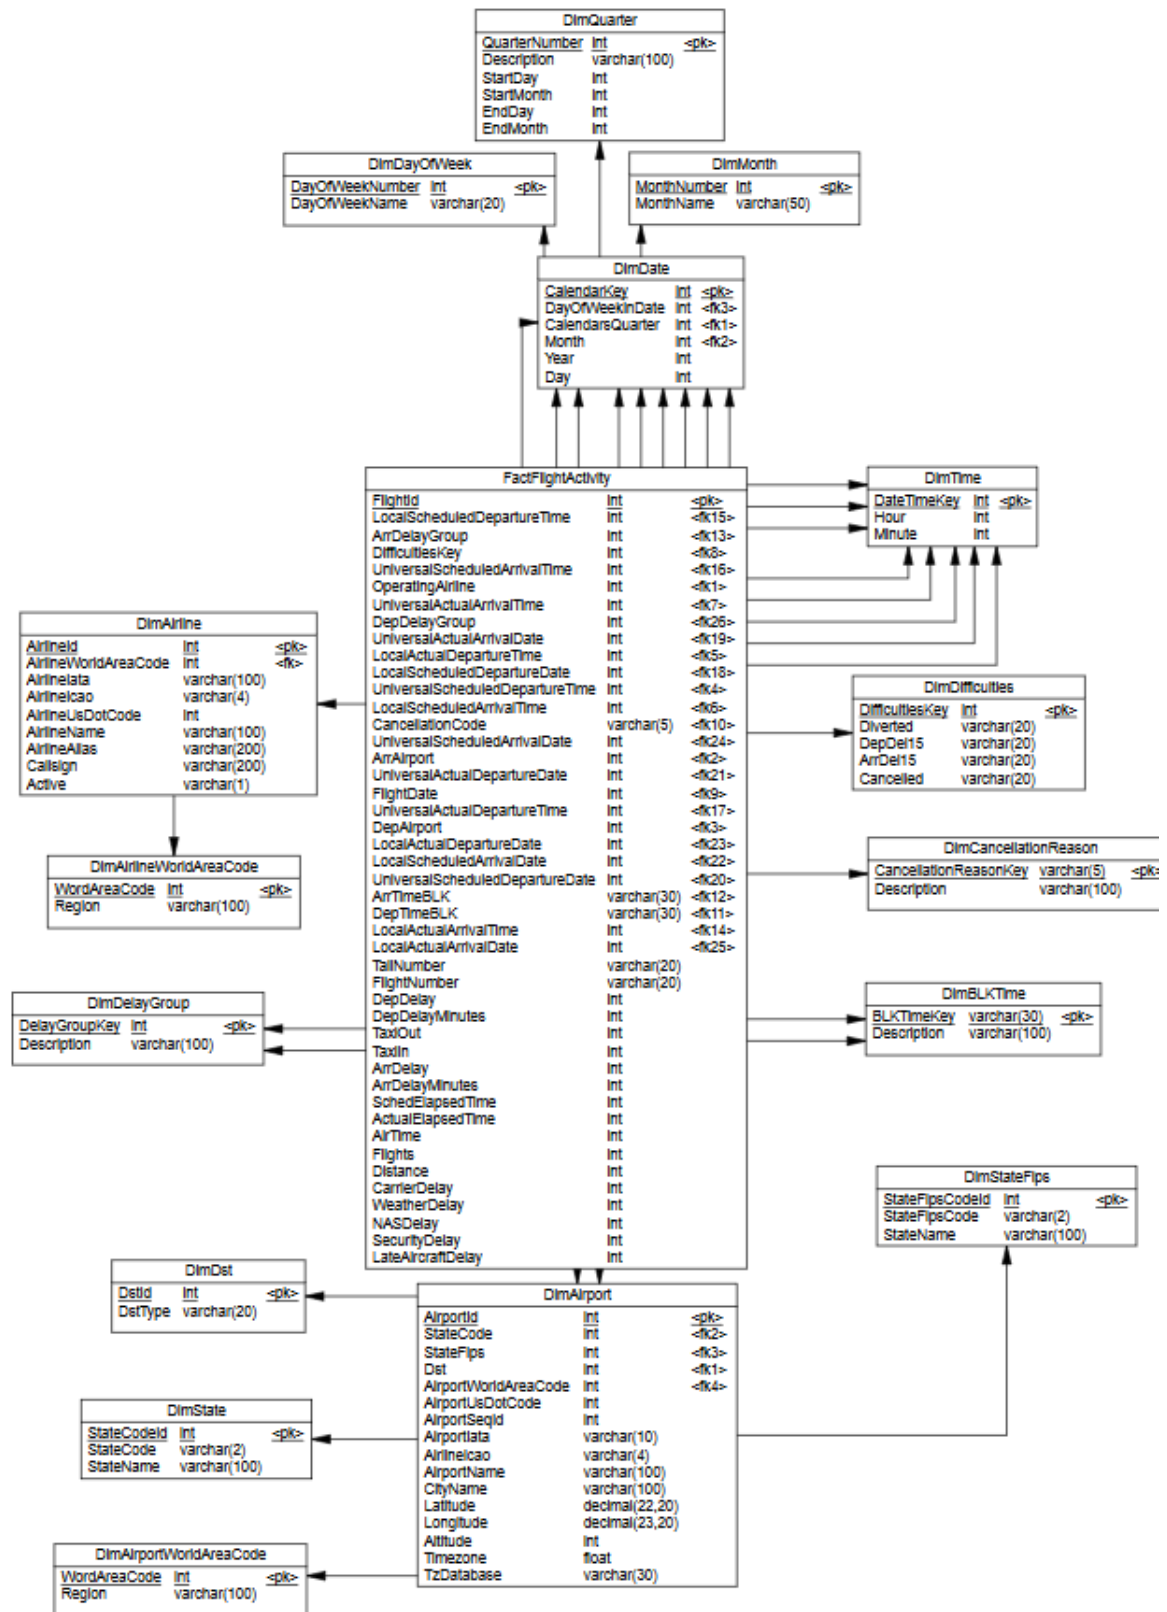 DimQuarter
QuarterNumber Int <pk>
Description varchar(100)
StartDay Int
StartMonth Int
EndDay Int
EndMonth Int
DimDayOfWeek
DayOfWeekNumber Int <pk>
DayOfWeekName varchar(20)
DimMonth
MonthNumber Int <pk>
MonthName varchar(50)
DimDate
CalendarKey Int <pk>
DayOfWeekInDate Int <fk3>
CalendarsQuarter Int <fk1>
Month Int <fk2>
Year Int
Day Int
FactFlightActivity
FlightId Int <pk>
LocalScheduledDepartureTime Int <fk15>
ArrDelayGroup Int <fk13>
DifficultiesKey Int <fk8>
UniversalScheduledArrivalTime Int <fk16>
OperatingAirline Int <fk1>
UniversalActualArrivalTime Int <fk7>
DepDelayGroup Int <fk26>
UniversalActualArrivalDate Int <fk19>
LocalActualDepartureTime Int <fk5>
LocalScheduledDepartureDate Int <fk18>
UniversalScheduledDepartureTime Int <fk4>
LocalScheduledArrivalTime Int <fk6>
CancellationCode varchar(5) <fk10>
UniversalScheduledArrivalDate Int <fk24>
ArrAirport Int <fk2>
UniversalActualDepartureDate Int <fk21>
FlightDate Int <fk9>
UniversalActualDepartureTime Int <fk17>
DepAirport Int <fk3>
LocalActualDepartureDate Int <fk23>
LocalScheduledArrivalDate Int <fk22>
UniversalScheduledDepartureDate Int <fk20>
ArrTimeBLK varchar(30) <fk12>
DepTimeBLK varchar(30) <fk11>
LocalActualArrivalTime Int <fk14>
LocalActualArrivalDate Int <fk25>
TailNumber varchar(20)
FlightNumber varchar(20)
DepDelay Int
DepDelayMinutes Int
TaxiOut Int
TaxiIn Int
ArrDelay Int
ArrDelayMinutes Int
SchedElapsedTime Int
ActualElapsedTime Int
AirTime Int
Flights Int
Distance Int
CarrierDelay Int
WeatherDelay Int
NASDelay Int
SecurityDelay Int
LateAircraftDelay Int
DimTime
DateTimeKey Int <pk>
Hour Int
Minute Int
DimAirline
AirlineId Int <pk>
AirlineWorldAreaCode Int <fk>
AirlineIata varchar(100)
AirlineIcao varchar(4)
AirlineUsDotCode Int
AirlineName varchar(100)
AirlineAlias varchar(200)
Callsign varchar(200)
Active varchar(1)
DimDifficulties
DifficultiesKey Int <pk>
Diverted varchar(20)
DepDel15 varchar(20)
ArrDel15 varchar(20)
Cancelled varchar(20)
DimAirlineWorldAreaCode
WordAreaCode Int <pk>
Region varchar(100)
DimCancellationReason
CancellationReasonKey varchar(5) <pk>
Description varchar(100)
DimDelayGroup
DelayGroupKey Int <pk>
Description varchar(100)
DimBLKTime
BLKTimeKey varchar(30) <pk>
Description varchar(100)
DimStateFips
StateFipsCodeId Int <pk>
StateFipsCode varchar(2)
StateName varchar(100)
DimDst
DstId Int <pk>
DstType varchar(20)
DimAirport
AirportId Int <pk>
StateCode Int <fk2>
StateFips Int <fk3>
Dst Int <fk1>
AirportWorldAreaCode Int <fk4>
AirportUsDotCode Int
AirportSeqId Int
AirportIata varchar(10)
AirlineIcao varchar(4)
AirportName varchar(100)
CityName varchar(100)
Latitude decimal(22,20)
Longitude decimal(23,20)
Altitude Int
Timezone float
TzDatabase varchar(30)
DimState
StateCodeId Int <pk>
StateCode varchar(2)
StateName varchar(100)
DimAirportWorldAreaCode
WordAreaCode Int <pk>
Region varchar(100)